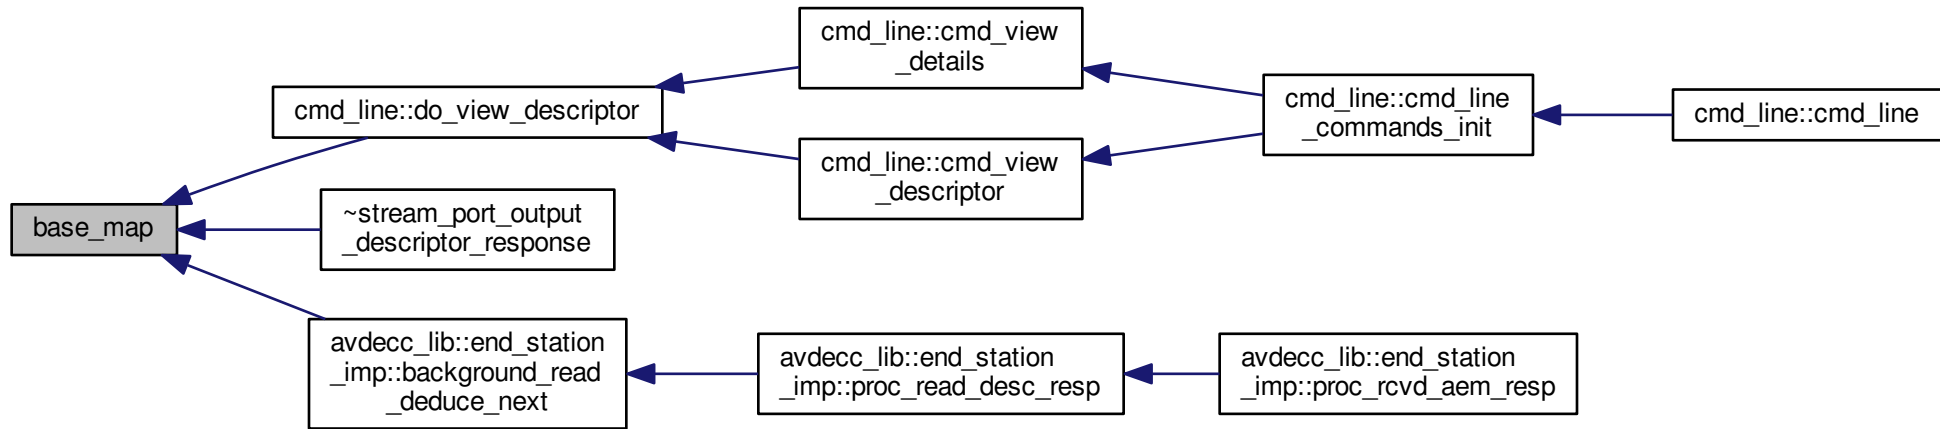 cmd_line::cmd_view
_details
cmd_line::do_view_descriptor
cmd_line::cmd_line
_commands_init
cmd_line::cmd_line
cmd_line::cmd_view
_descriptor
base_map
~stream_port_output
_descriptor_response
avdecc_lib::end_station
_imp::background_read
_deduce_next
avdecc_lib::end_station
_imp::proc_read_desc_resp
avdecc_lib::end_station
_imp::proc_rcvd_aem_resp